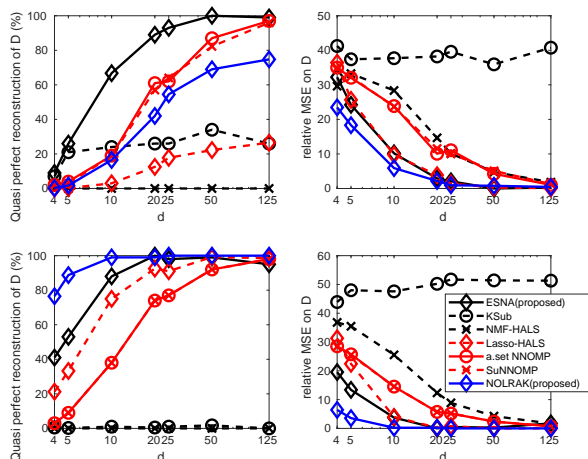 100
80
60
40
20
0
4 5 10 20 25 50 125
d
Quasi perfect reconstruction of D (%)
50
40
30
20
10
0
4 5 10 20 25 50 125
d
relative MSE on D
100
80
60
40
20
0
4 5 10 20 25 50 125
d
Quasi perfect reconstruction of D (%)
60
50
40
30
20
10
0
4 5 10 20 25 50 125
d
relative MSE on D
ESNA(proposed)
KSub
NMF-HALS
Lasso-HALS
a.set NNOMP
SuNNOMP
NOLRAK(proposed)